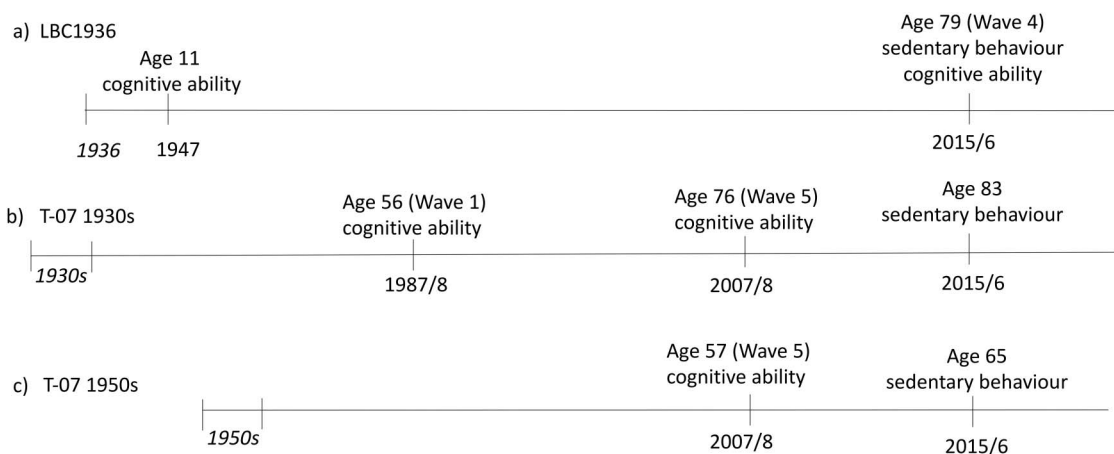 a) LBC1936
Age 11
cognitive ability
Age 79 (Wave 4)
sedentary behaviour
cognitive ability
1936
1947
2015/6
b) T-07 1930s
Age 56 (Wave 1)
cognitive ability
Age 76 (Wave 5)
cognitive ability
Age 83
sedentary behaviour
1930s
1987/8
2007/8
2015/6
c) T-07 1950s
Age 57 (Wave 5)
cognitive ability
Age 65
sedentary behaviour
1950s
2007/8
2015/6